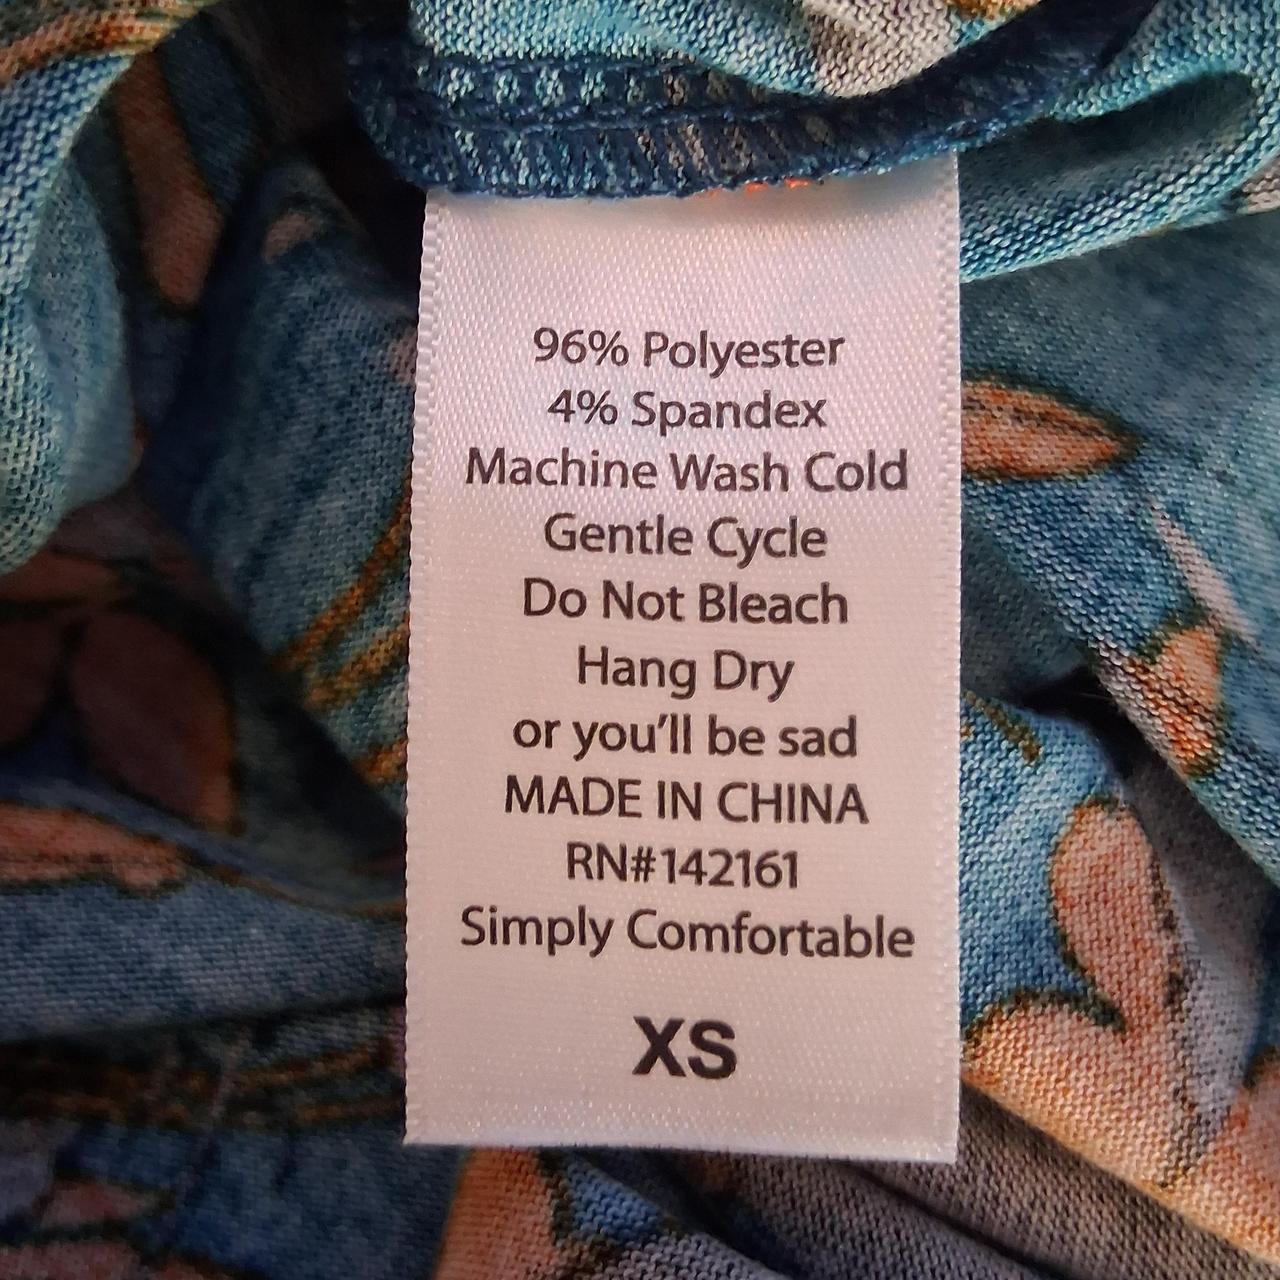 96% Polyester
4% Spandex
Machine Wash Cold
Gentle Cycle
Do Not Bleach
Hang Dry
or you'll be sad
MADE IN CHINA
RN#142161
Simply Comfortable
XS